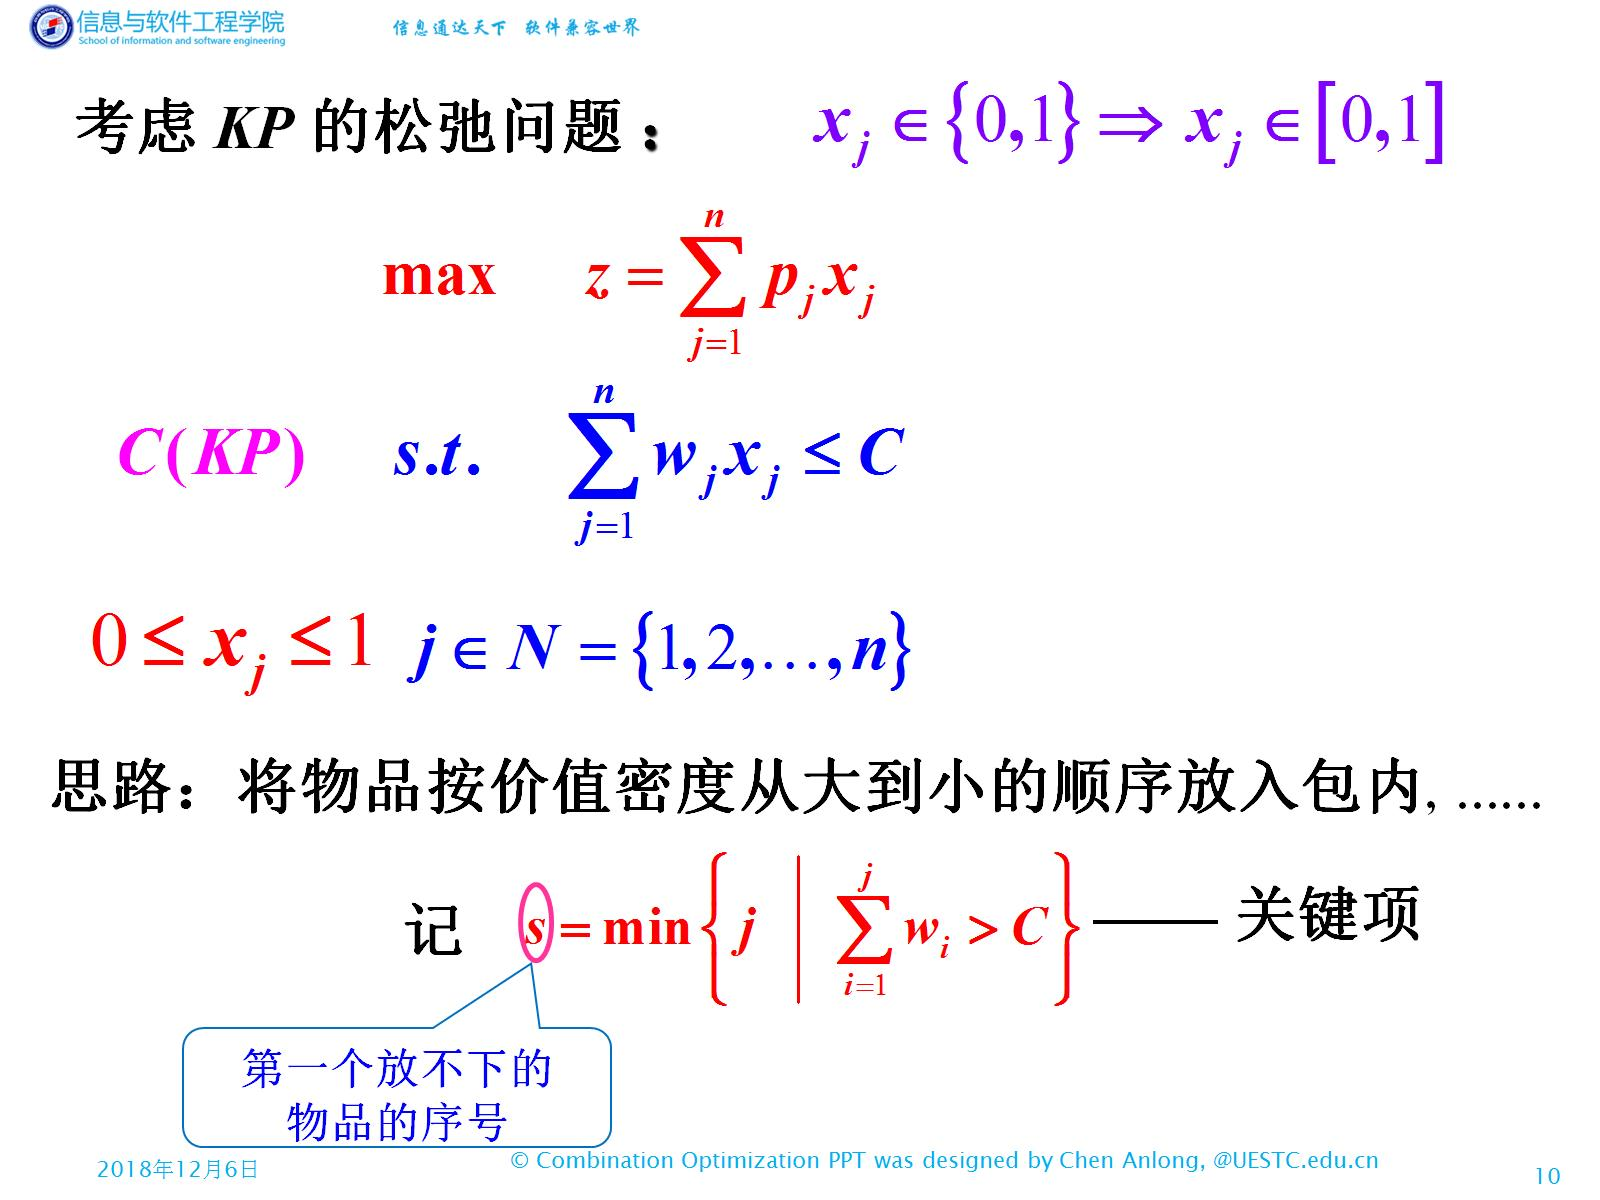 信息与软件工程学院
School of information and software engineering
信息通达天下 软件兼容世界
考虑 KP 的松弛问题： x_j ∈ {0,1} ⇒ x_j ∈ [0,1]
max z = ∑_{j=1}^{n} p_j x_j
C(KP) s.t. ∑_{j=1}^{n} w_j x_j ≤ C
0 ≤ x_j ≤ 1 j ∈ N = {1,2,…,n}
思路：将物品按价值密度从大到小的顺序放入包内, ......
记 s = min { j | ∑_{i=1}^{j} w_i > C } —— 关键项
第一个放不下的
物品的序号
2018年12月6日
© Combination Optimization PPT was designed by Chen Anlong, @UESTC.edu.cn
10